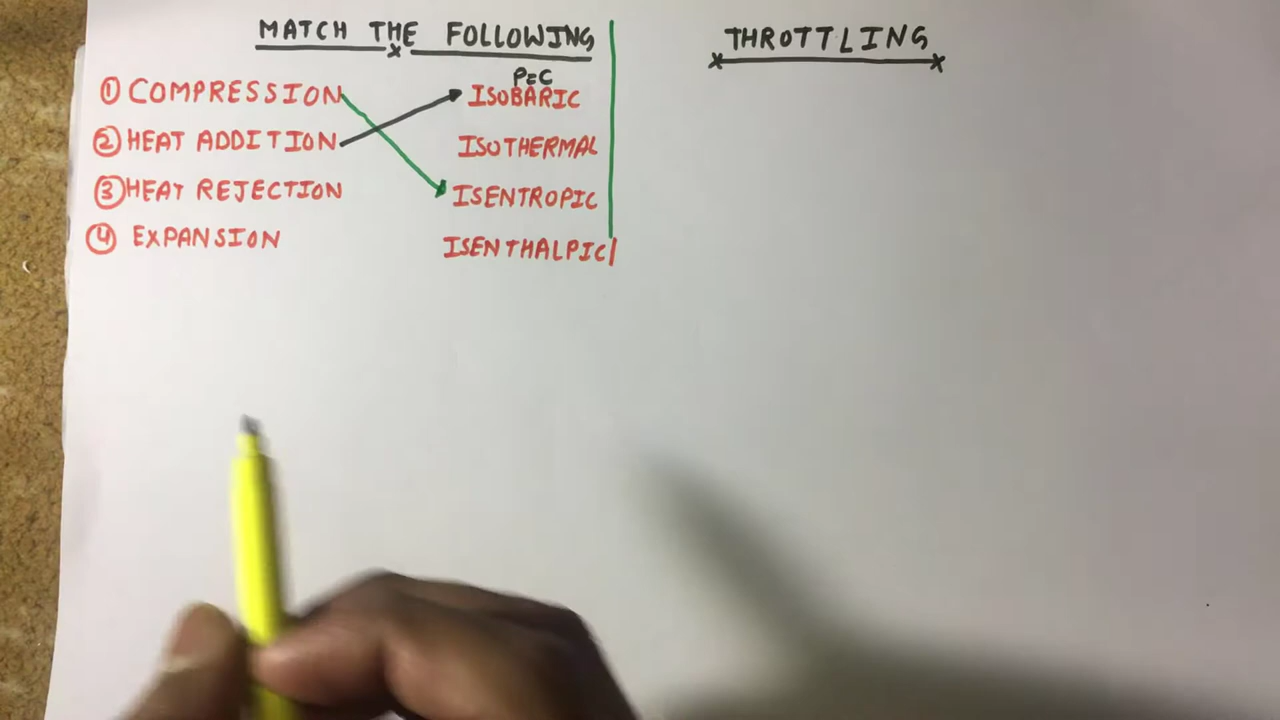 MATCH THE FOLLOWING
① COMPRESSION
② HEAT ADDITION
③ HEAT REJECTION
④ EXPANSION
P=C
ISOBARIC
ISOTHERMAL
ISENTROPIC
ISENTHALPIC
THROTTLING